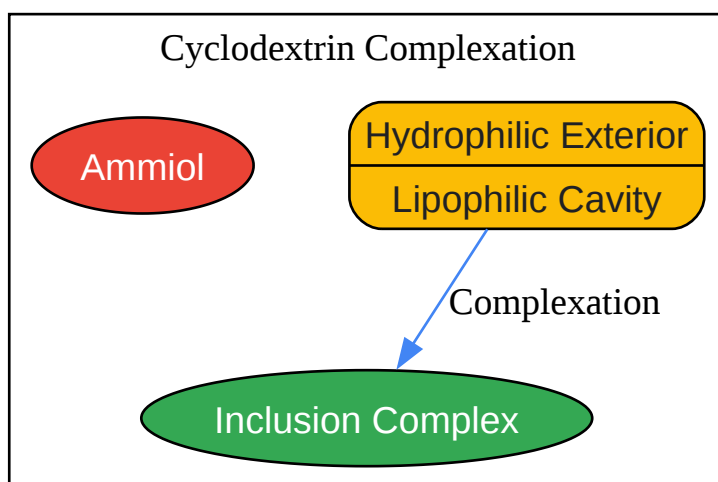 Cyclodextrin Complexation
Ammiol
Hydrophilic Exterior
Lipophilic Cavity
Complexation
Inclusion Complex